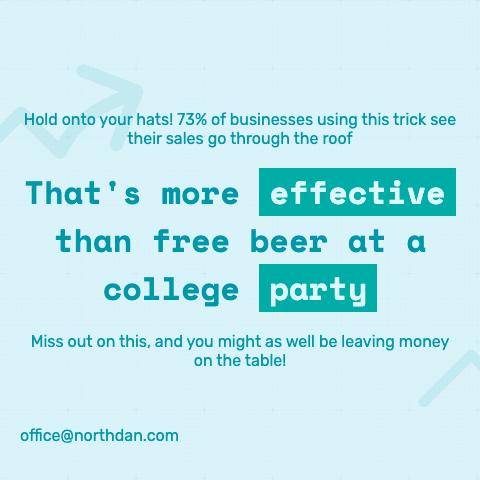 Hold onto your hats! 73% of businesses using this trick see
their sales go through the roof
That's more effective
than free beer at a
college party
Miss out on this, and you might as well be leaving money
on the table!
office@northdan.com